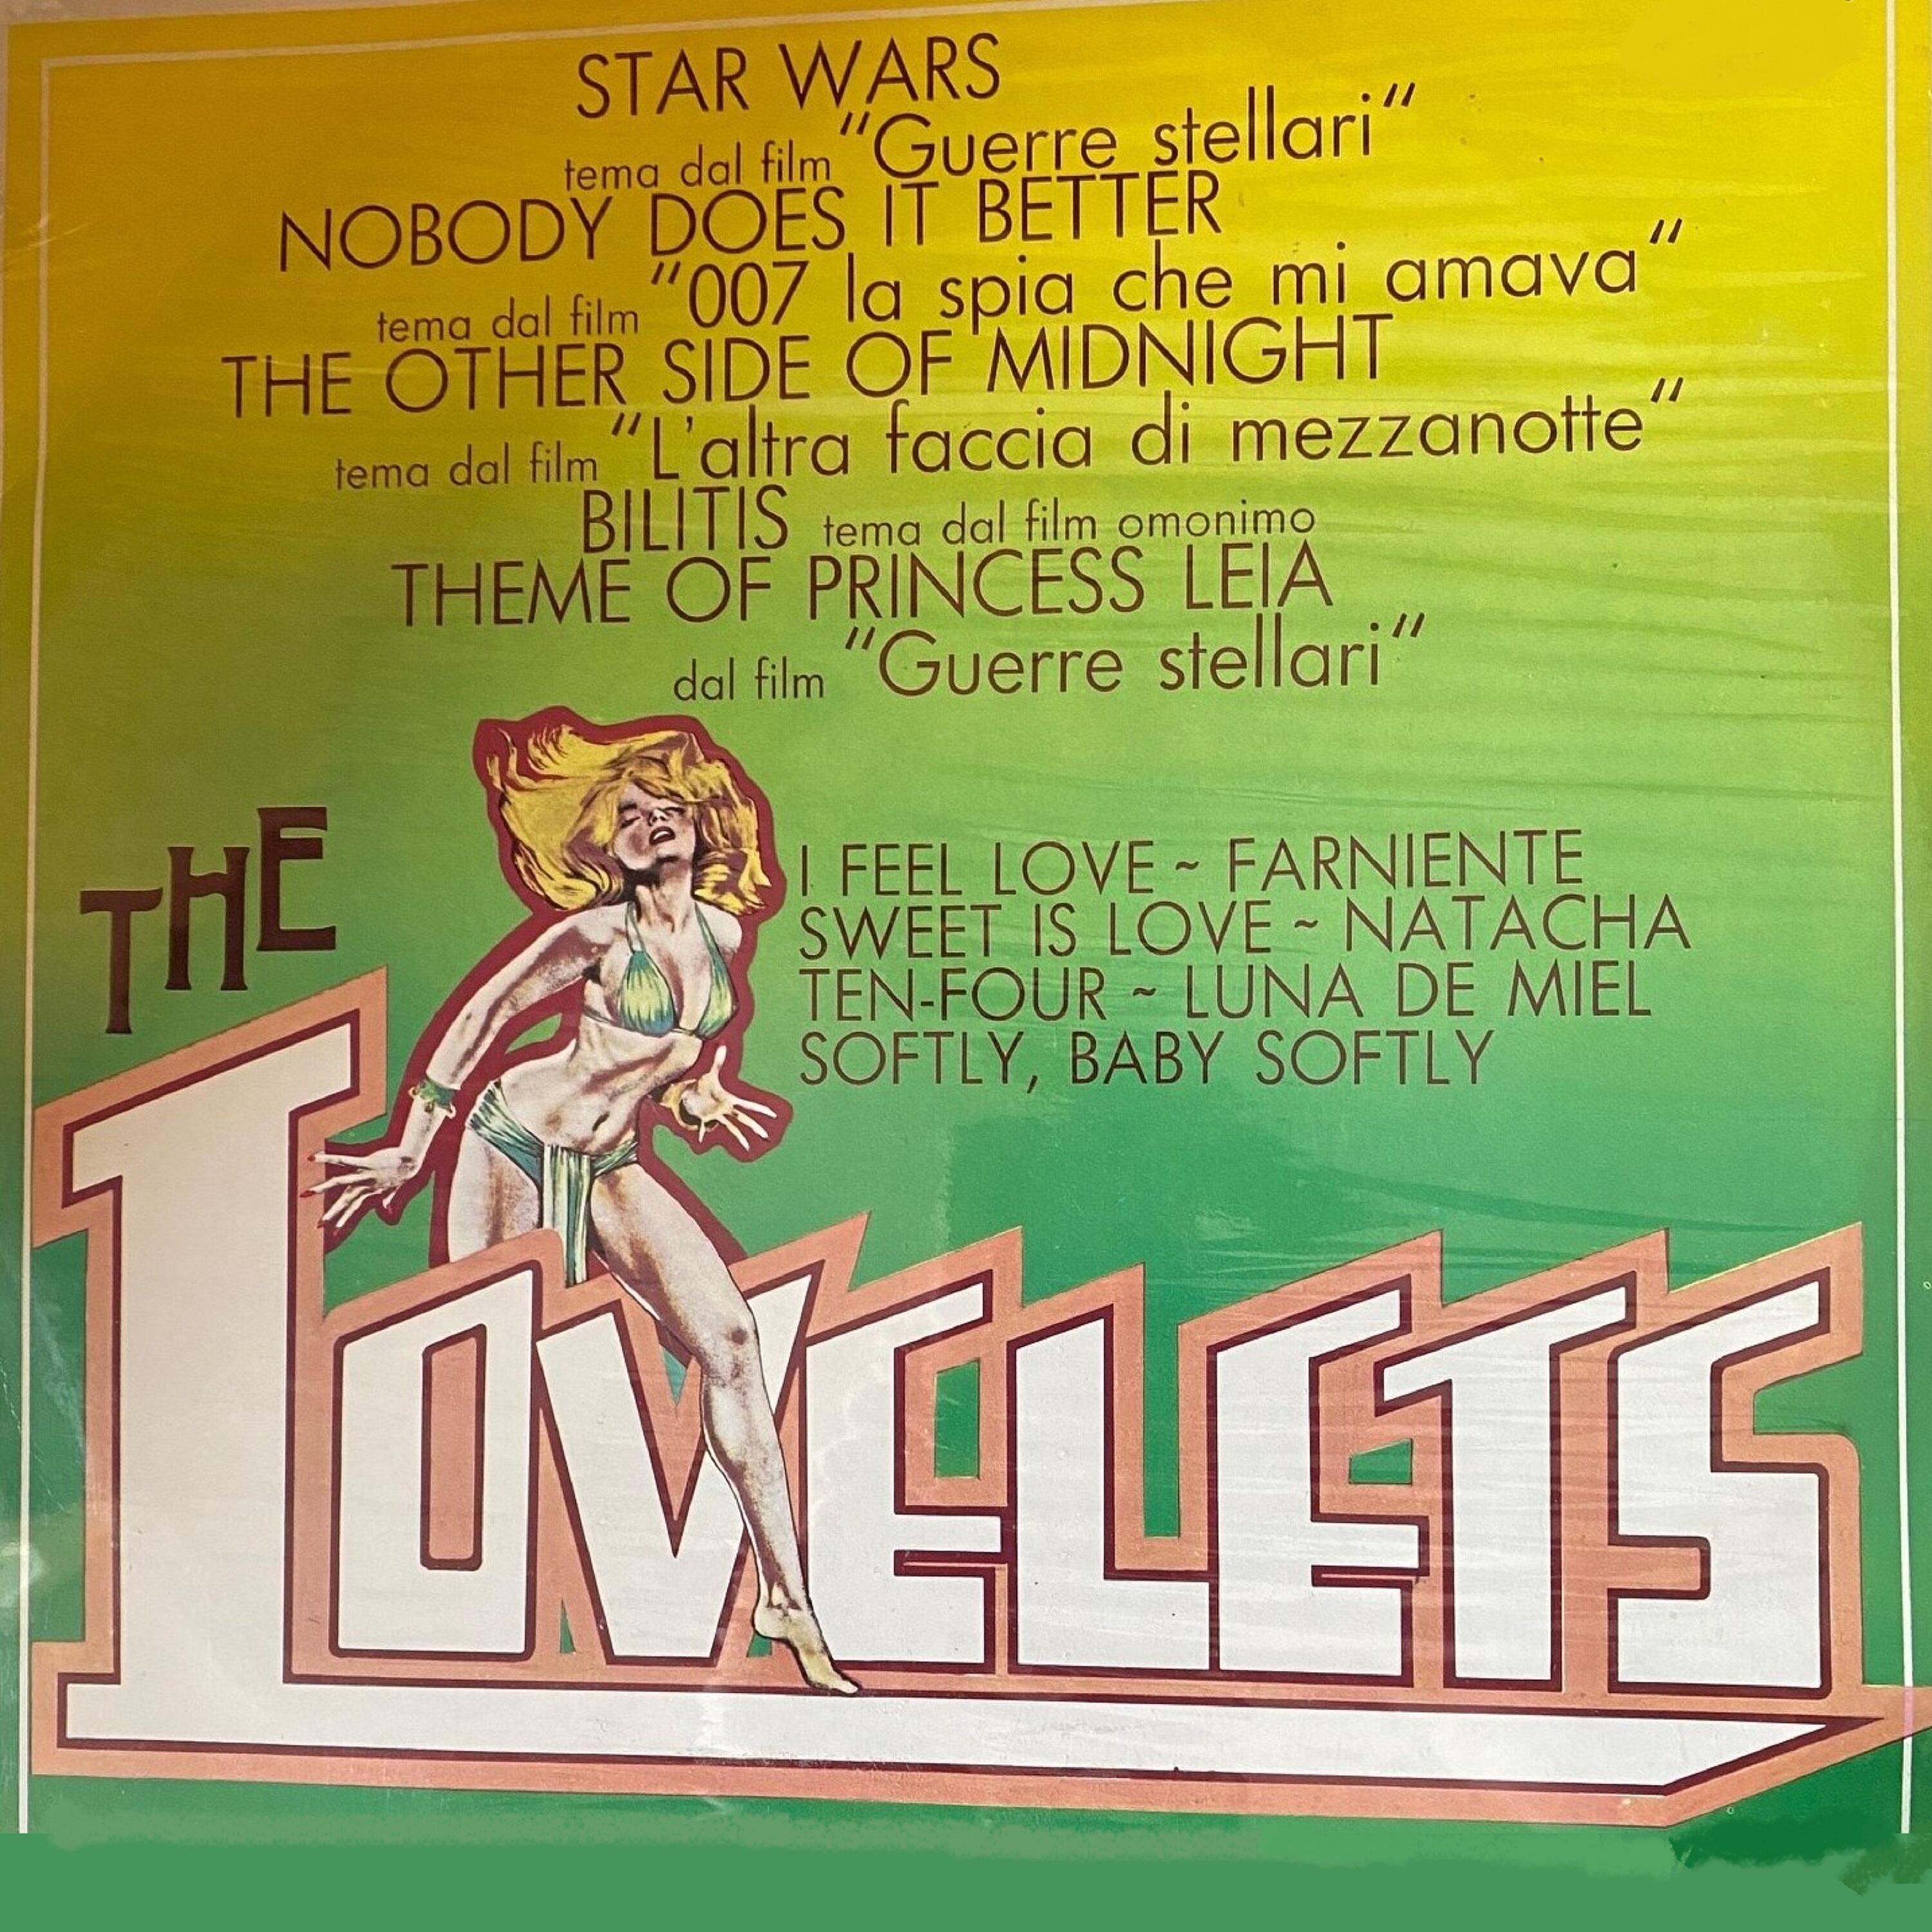 STAR WARS
tema dal film "Guerre stellari"
NOBODY DOES IT BETTER
tema dal film "007 la spia che mi amava"
THE OTHER SIDE OF MIDNIGHT
tema dal film "L'altra faccia di mezzanotte"
BILITIS tema dal film omonimo
THEME OF PRINCESS LEIA
dal film "Guerre stellari"
I FEEL LOVE ~ FARNIENTE
SWEET IS LOVE ~ NATACHA
TEN-FOUR ~ LUNA DE MIEL
SOFTLY, BABY SOFTLY
THE
LOVELETS